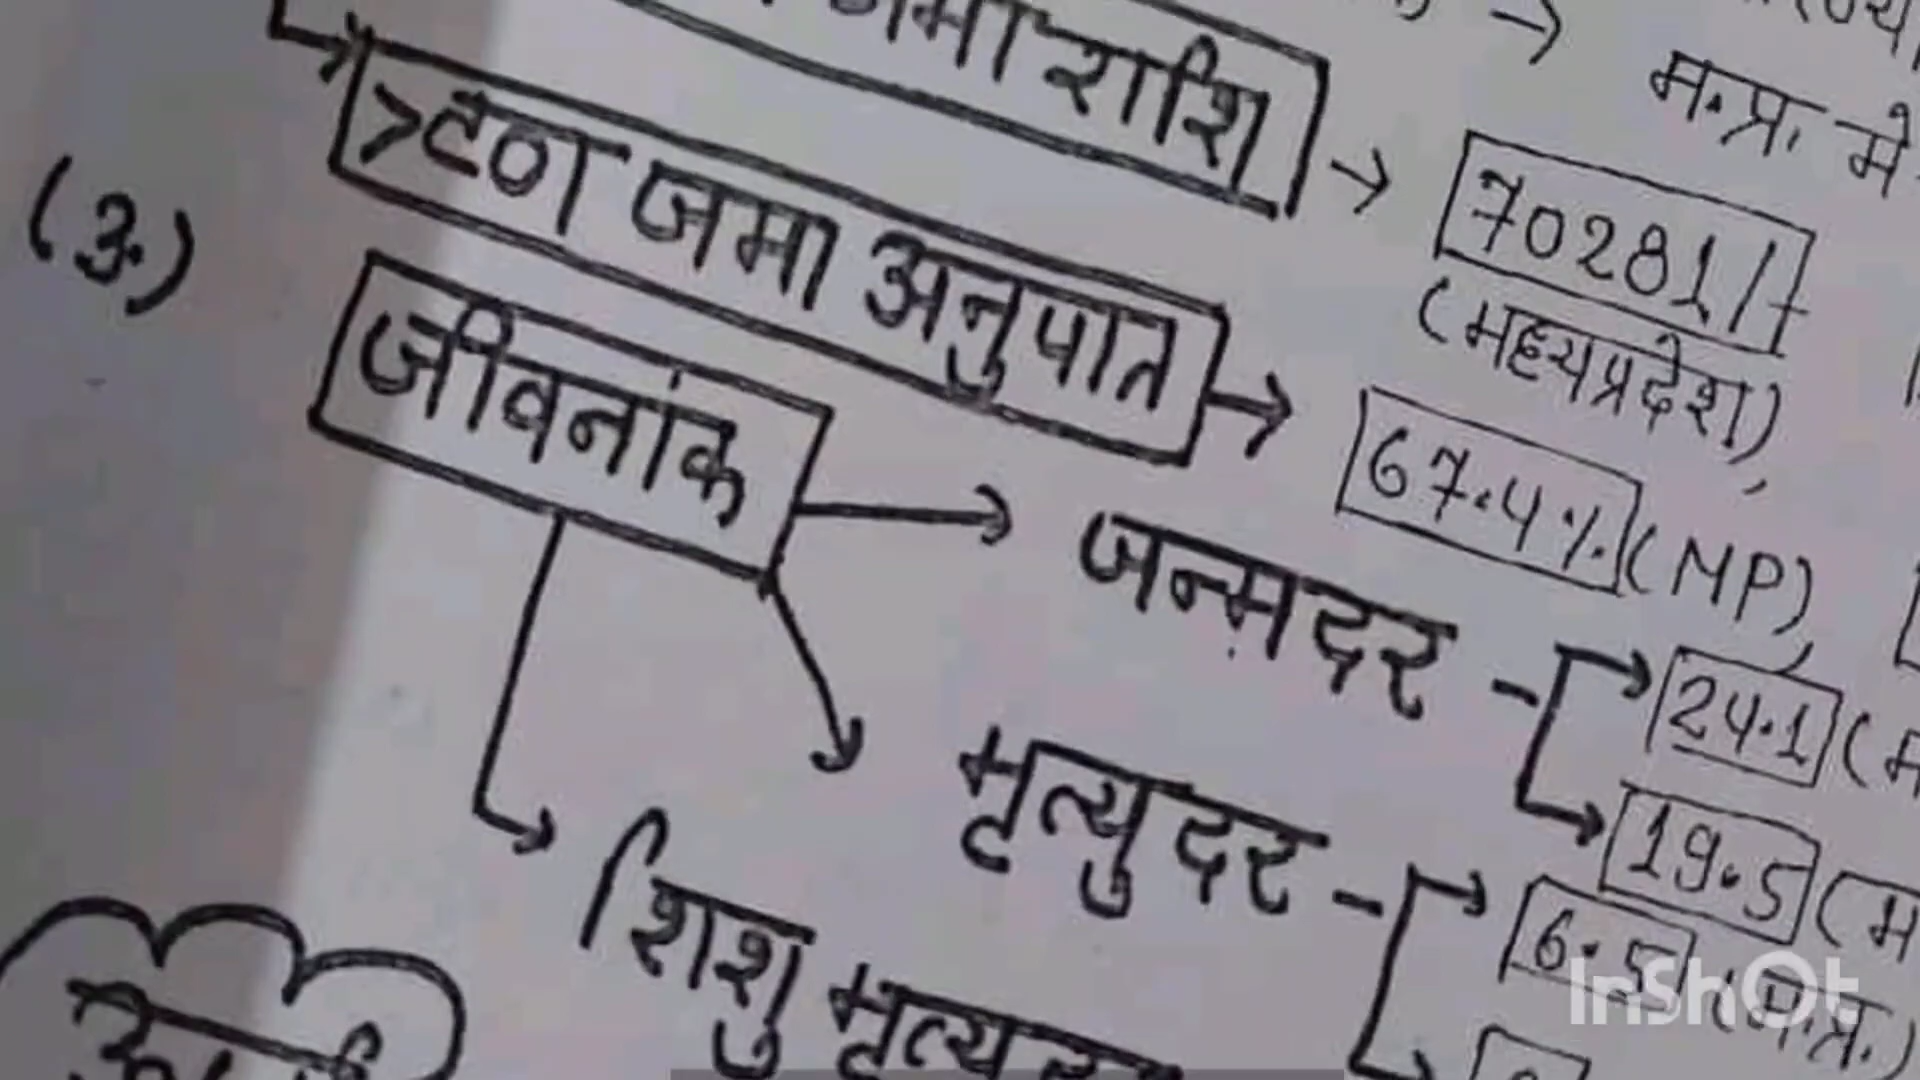 जमा राशि → 70281/-
म.प्र. में
(मध्यप्रदेश),
ऋण जमा अनुपात → 67.4% (MP),
(3.)
जीवनांक → जन्मदर - 24.1 (म
19.5 (म
मृत्युदर - 6.5 (म.प्र.)
शिशु मृत्यु
InShOt